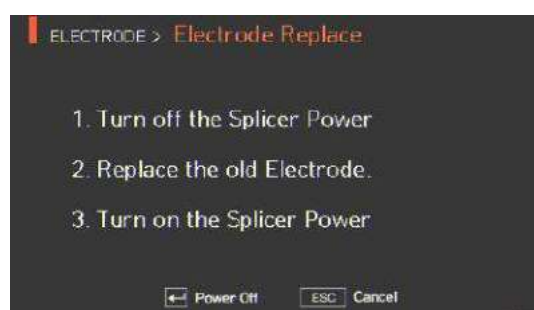 ELECTRODE > Electrode Replace
1. Turn off the Splicer Power
2. Replace the old Electrode.
3. Turn on the Splicer Power
Power Off ESC Cancel